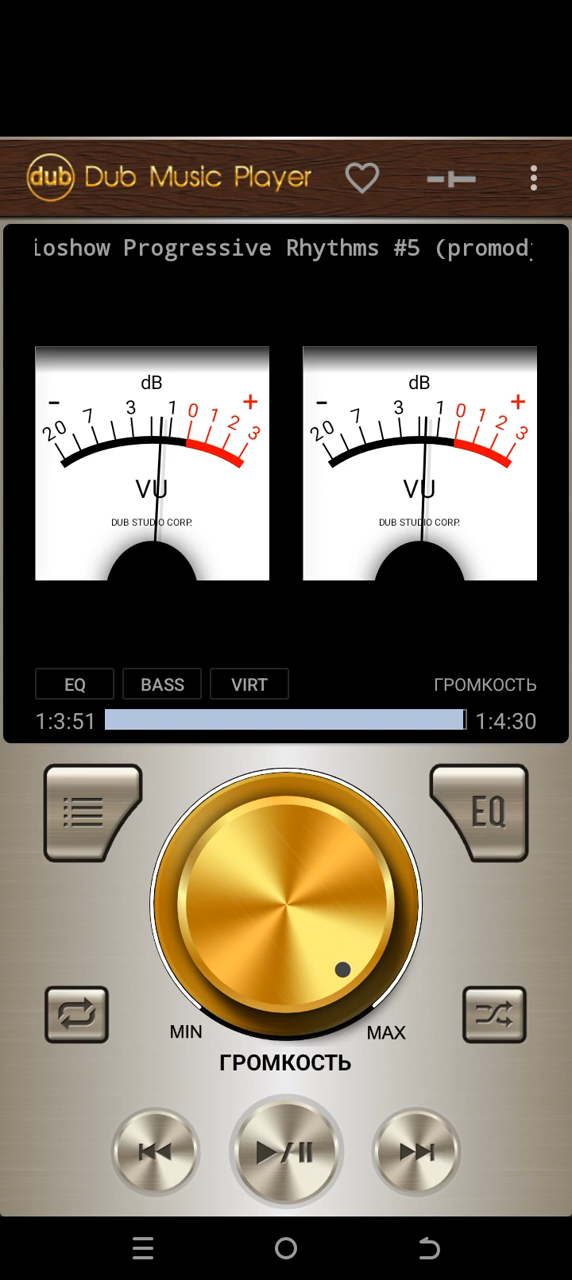 dub Dub Music Player
ioshow Progressive Rhythms #5 (promod
dB dB
- +  - +
20 7 3 1 0 1 2 3 20 7 3 1 0 1 2 3
VU VU
DUB STUDIO CORP. DUB STUDIO CORP.
EQ BASS VIRT ГРОМКОСТЬ
1:3:51 1:4:30
EQ
MIN MAX
ГРОМКОСТЬ